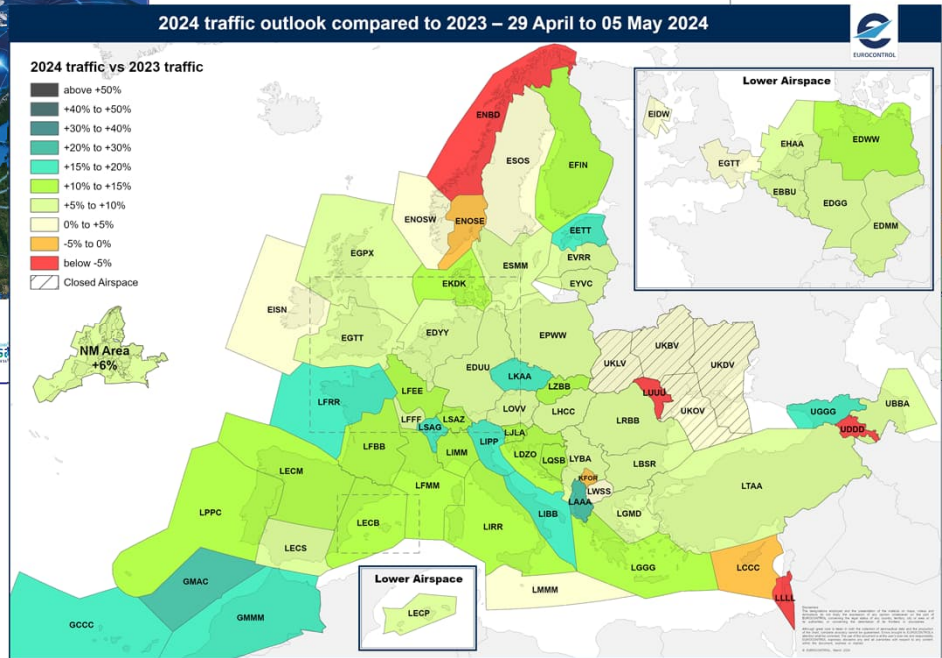 2024 traffic outlook compared to 2023 – 29 April to 05 May 2024
EUROCONTROL
2024 traffic vs 2023 traffic
above +50%
+40% to +50%
+30% to +40%
+20% to +30%
+15% to +20%
+10% to +15%
+5% to +10%
0% to +5%
-5% to 0%
below -5%
Closed Airspace
NM Area
+6%
Lower Airspace
EIDW
EGTT
EHAA
EDWW
EBBU
EDGG
EDMM
ENBD
ESOS
EFIN
ENOSW
ENOSE
EETT
EGPX
ESMM
EVRR
EKDK
EYVC
EISN
EGTT
EDYY
EPWW
EDUU
UKBV
UKLV
UKDV
LKAA
LFRR
LFEE
LZBB
LUUU
UKOV
LFFF
LSAZ
LOVV
LHCC
LRBB
UGGG
UBBA
LSAG
LJLA
UDDD
LFBB
LIMM
LIPP
LDZO
LQSB
LYBA
LBSR
LECM
LFMM
KFOR
LTAA
LPPC
LWSS
LAAA
LECB
LIRR
LIBB
LGMD
LECS
LGGG
LCCC
GMAC
Lower Airspace
LMMM
LLLL
GCCC
GMMM
LECP